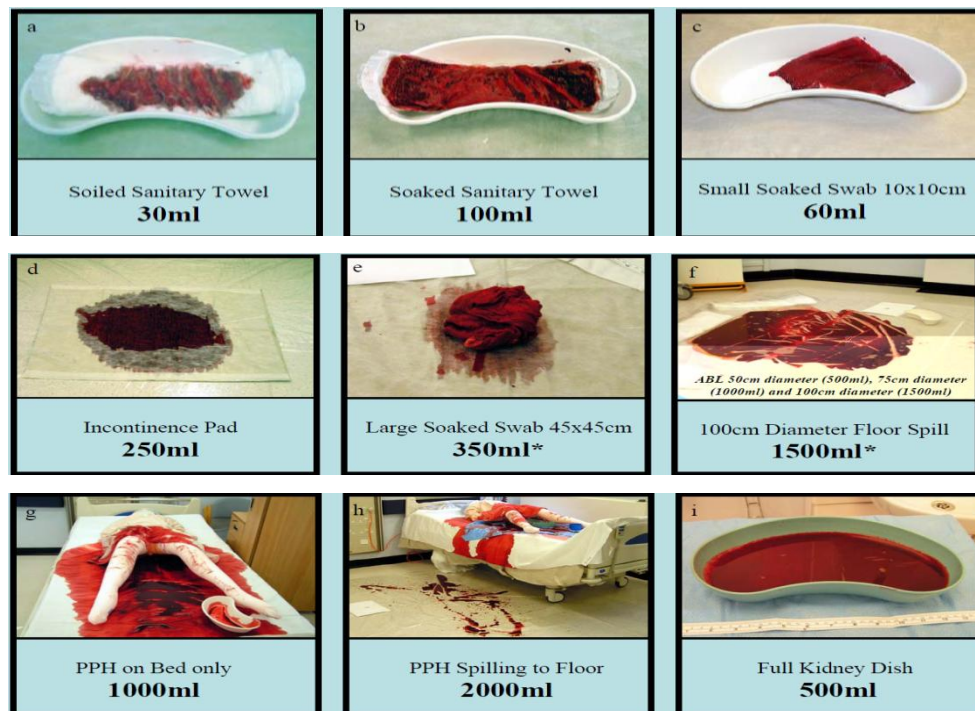 a
Soiled Sanitary Towel
30ml
b
Soaked Sanitary Towel
100ml
c
Small Soaked Swab 10x10cm
60ml
d
Incontinence Pad
250ml
e
Large Soaked Swab 45x45cm
350ml*
f
ABL 50cm diameter (500ml), 75cm diameter
(1000ml) and 100cm diameter (1500ml)
100cm Diameter Floor Spill
1500ml*
g
PPH on Bed only
1000ml
h
PPH Spilling to Floor
2000ml
i
Full Kidney Dish
500ml